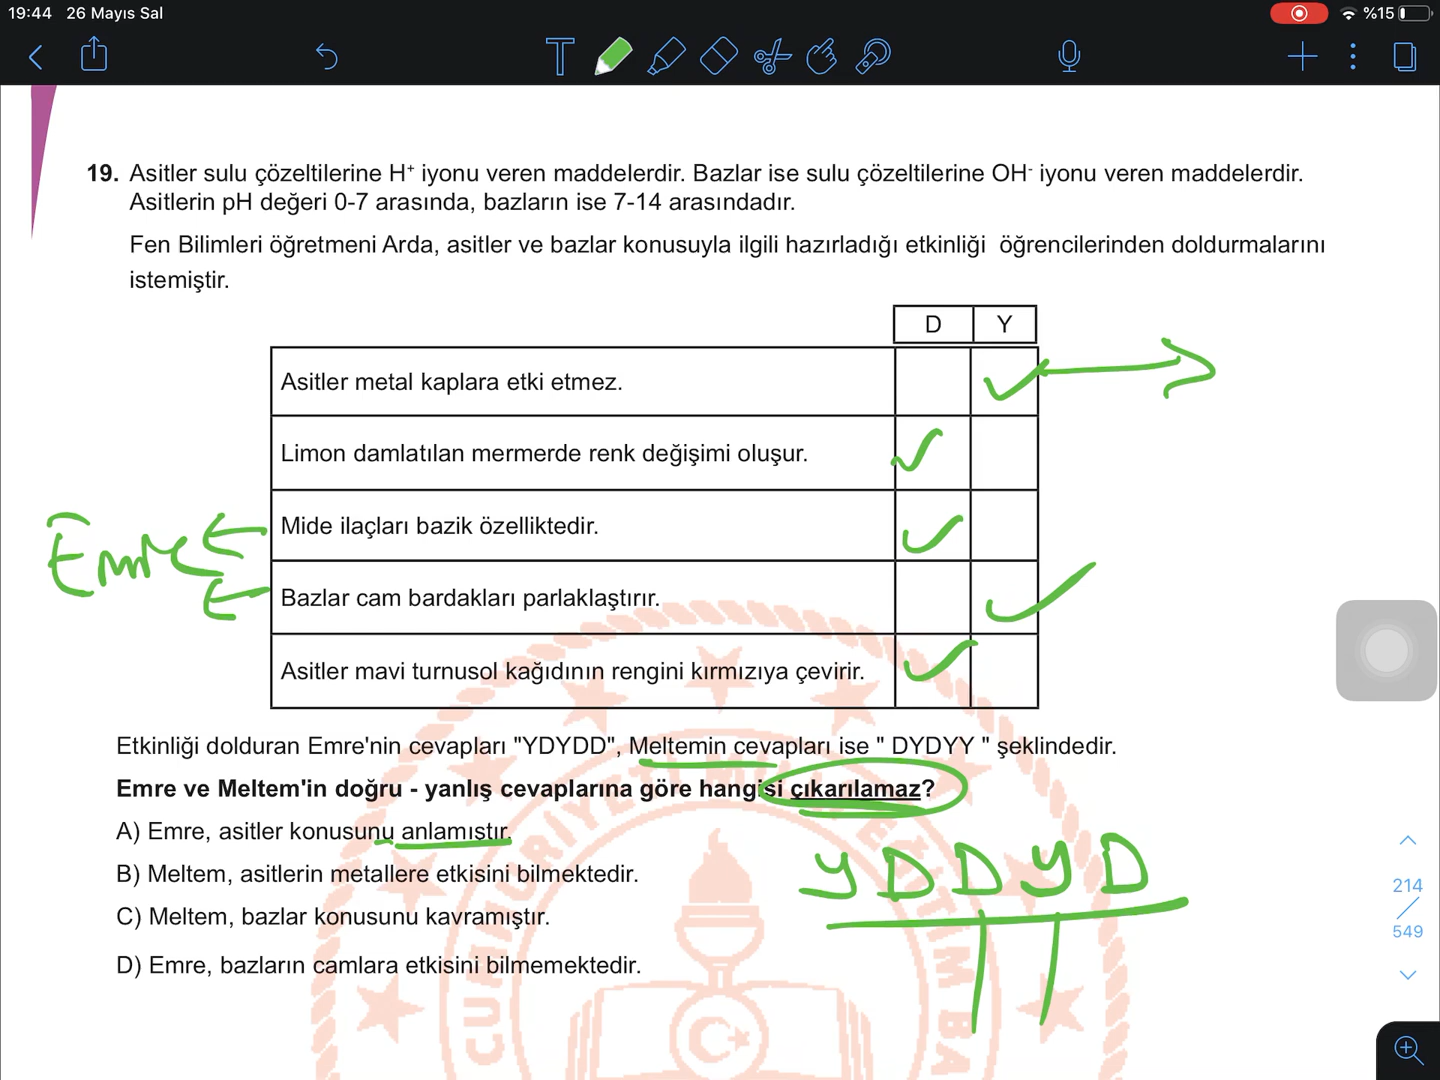 19:44 26 Mayıs Sal
%15
19. Asitler sulu çözeltilerine H⁺ iyonu veren maddelerdir. Bazlar ise sulu çözeltilerine OH⁻ iyonu veren maddelerdir.
Asitlerin pH değeri 0-7 arasında, bazların ise 7-14 arasındadır.
Fen Bilimleri öğretmeni Arda, asitler ve bazlar konusuyla ilgili hazırladığı etkinliği öğrencilerinden doldurmalarını
istemiştir.
D Y
Asitler metal kaplara etki etmez.
Limon damlatılan mermerde renk değişimi oluşur.
Mide ilaçları bazik özelliktedir.
Emre
Bazlar cam bardakları parlaklaştırır.
Asitler mavi turnusol kağıdının rengini kırmızıya çevirir.
Etkinliği dolduran Emre'nin cevapları "YDYDD", Meltemin cevapları ise " DYDYY " şeklindedir.
Emre ve Meltem'in doğru - yanlış cevaplarına göre hangisi çıkarılamaz?
A) Emre, asitler konusunu anlamıştır.
B) Meltem, asitlerin metallere etkisini bilmektedir.
C) Meltem, bazlar konusunu kavramıştır.
D) Emre, bazların camlara etkisini bilmemektedir.
Y D D Y D
214
549